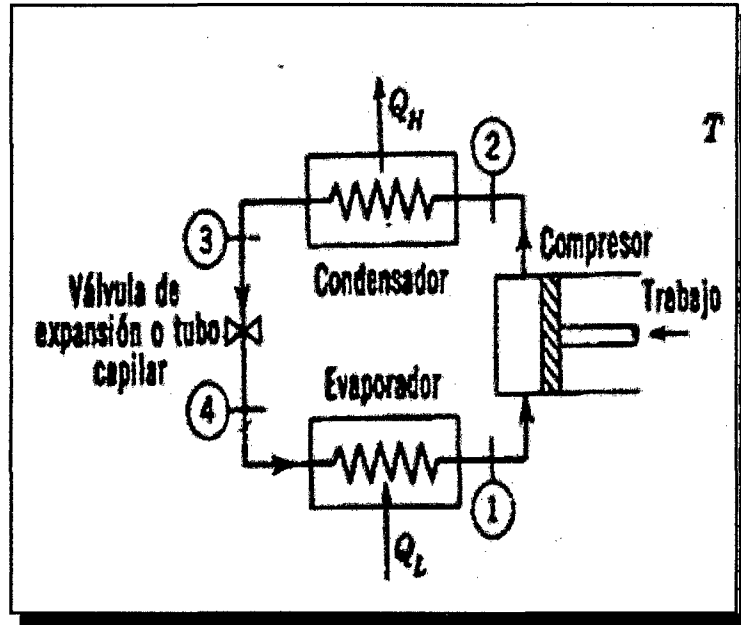 Q_H
T
2
3
Condensador
Compresor
Trabajo
Válvula de
expansión o tubo
capilar
Evaporador
4
1
Q_L